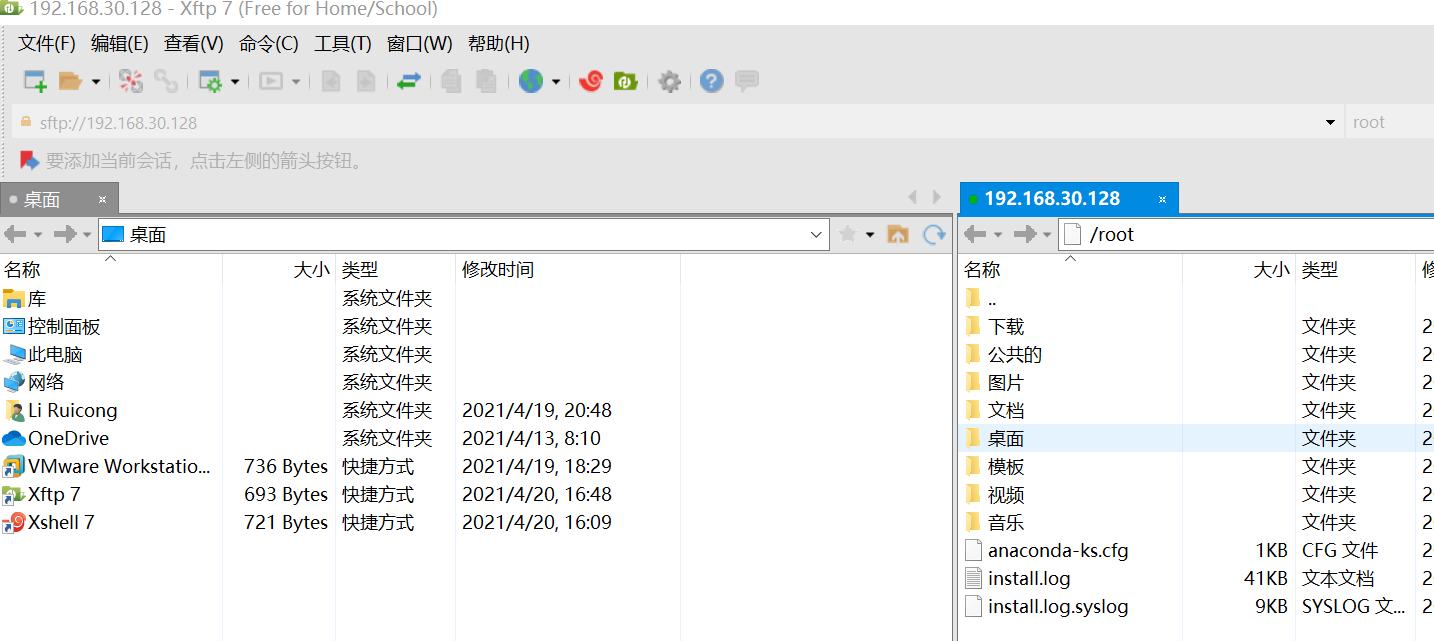 192.168.30.128 - Xftp 7 (Free for Home/School)
文件(F) 编辑(E) 查看(V) 命令(C) 工具(T) 窗口(W) 帮助(H)
sftp://192.168.30.128 root
要添加当前会话，点击左侧的箭头按钮。
桌面 × 192.168.30.128 ×
桌面 /root
名称 大小 类型 修改时间
库 系统文件夹
控制面板 系统文件夹
此电脑 系统文件夹
网络 系统文件夹
Li Ruicong 系统文件夹 2021/4/19, 20:48
OneDrive 系统文件夹 2021/4/13, 8:10
VMware Workstatio... 736 Bytes 快捷方式 2021/4/19, 18:29
Xftp 7 693 Bytes 快捷方式 2021/4/20, 16:48
Xshell 7 721 Bytes 快捷方式 2021/4/20, 16:09
名称 大小 类型 修
..
下载 文件夹 2
公共的 文件夹 2
图片 文件夹 2
文档 文件夹 2
桌面 文件夹 2
模板 文件夹 2
视频 文件夹 2
音乐 文件夹 2
anaconda-ks.cfg 1KB CFG 文件 2
install.log 41KB 文本文档 2
install.log.syslog 9KB SYSLOG 文... 2